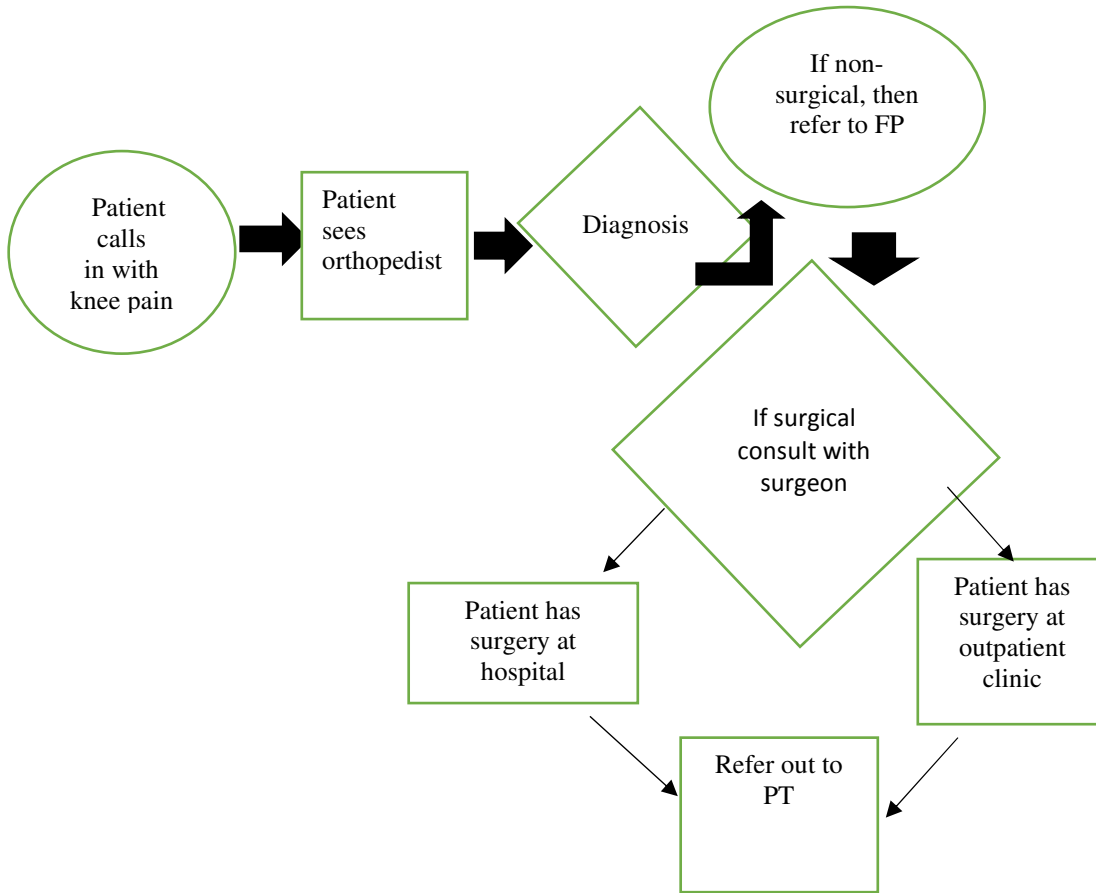 Patient
calls
in with
knee pain
Patient
sees
orthopedist
Diagnosis
If non-
surgical, then
refer to FP
If surgical
consult with
surgeon
Patient has
surgery at
hospital
Patient has
surgery at
outpatient
clinic
Refer out to
PT